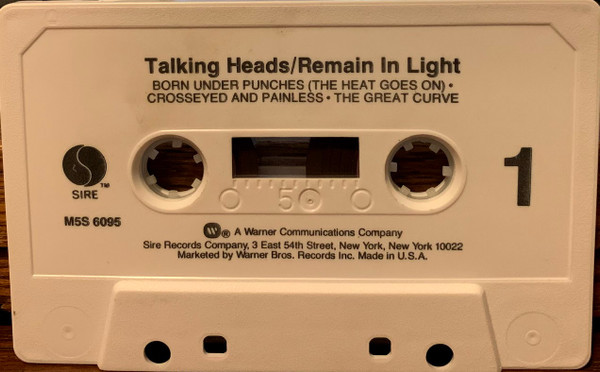 Talking Heads/Remain In Light
BORN UNDER PUNCHES (THE HEAT GOES ON) •
CROSSEYED AND PAINLESS • THE GREAT CURVE
1
SIRE ™
50
M5S 6095
W® A Warner Communications Company
Sire Records Company, 3 East 54th Street, New York, New York 10022
Marketed by Warner Bros. Records Inc. Made in U.S.A.